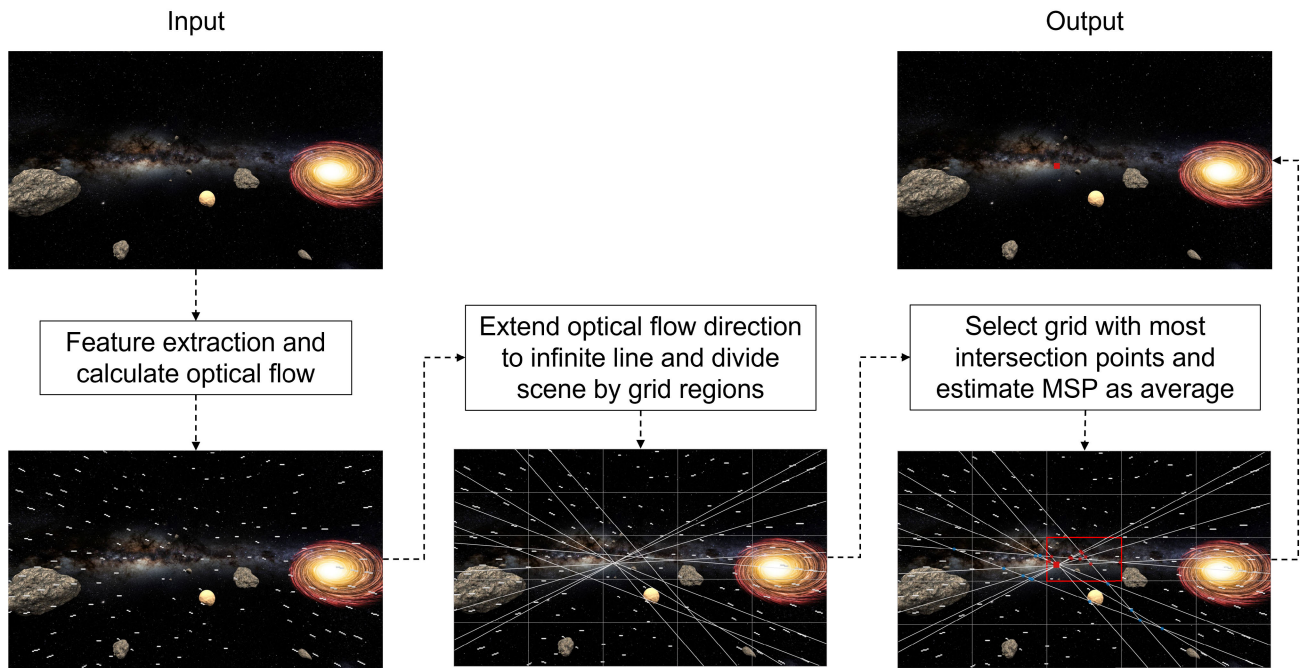 Input
Output
Feature extraction and
calculate optical flow
Extend optical flow direction
to infinite line and divide
scene by grid regions
Select grid with most
intersection points and
estimate MSP as average